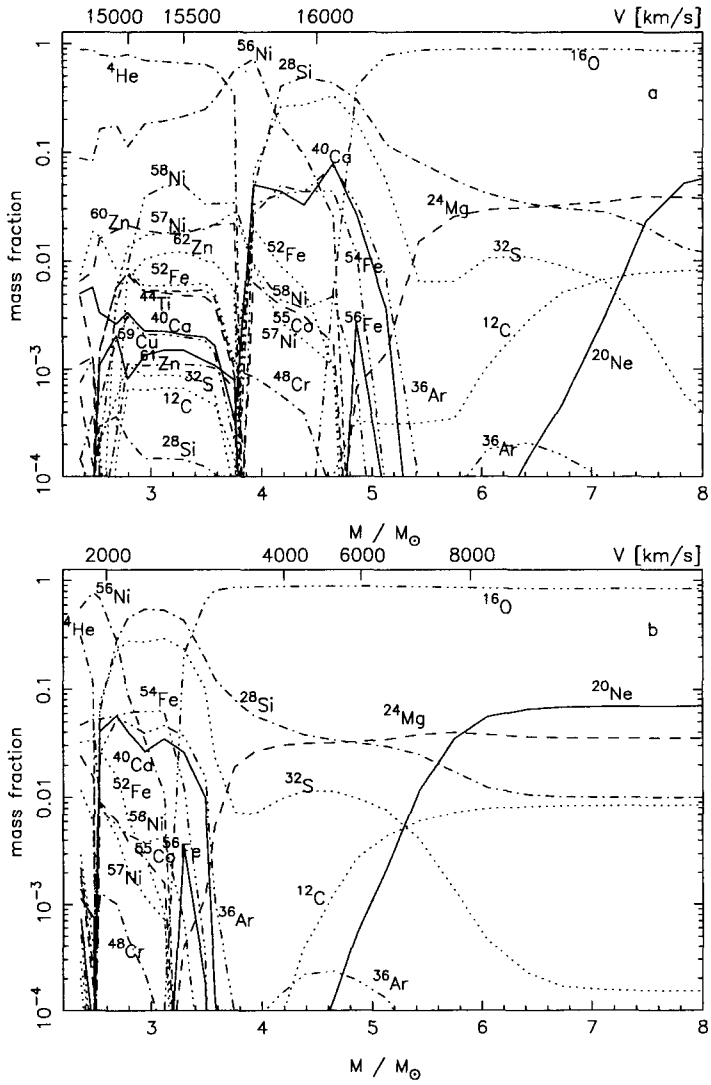 15000 15500 16000 V [km/s]
1
0.1
0.01
10⁻³
10⁻⁴
mass fraction
⁴He
⁵⁶Ni
²⁸Si
¹⁶O
a
⁴⁰Ca
⁵⁸Ni
⁶⁰Zn
⁵⁷Ni
⁶²Zn
⁵²Fe
⁴⁴Ti
⁴⁰Ca
⁵⁹Cu
⁶¹Zn
³²S
¹²C
²⁸Si
⁵²Fe
⁵⁴Fe
⁵⁸Ni
⁵⁵Co
⁵⁶Fe
⁵⁷Ni
⁴⁸Cr
²⁴Mg
³²S
¹²C
²⁰Ne
³⁶Ar
³⁶Ar
3 4 5 6 7 8
M / M☉
2000 4000 6000 8000 V [km/s]
1
0.1
0.01
10⁻³
10⁻⁴
mass fraction
⁵⁶Ni
⁴He
¹⁶O
b
⁵⁴Fe
²⁸Si
²⁴Mg
²⁰Ne
⁴⁰Ca
⁵²Fe
³²S
⁵⁸Ni
⁵⁵Co
⁵⁶Fe
⁵⁷Ni
¹²C
³⁶Ar
⁴⁸Cr
³⁶Ar
3 4 5 6 7 8
M / M☉